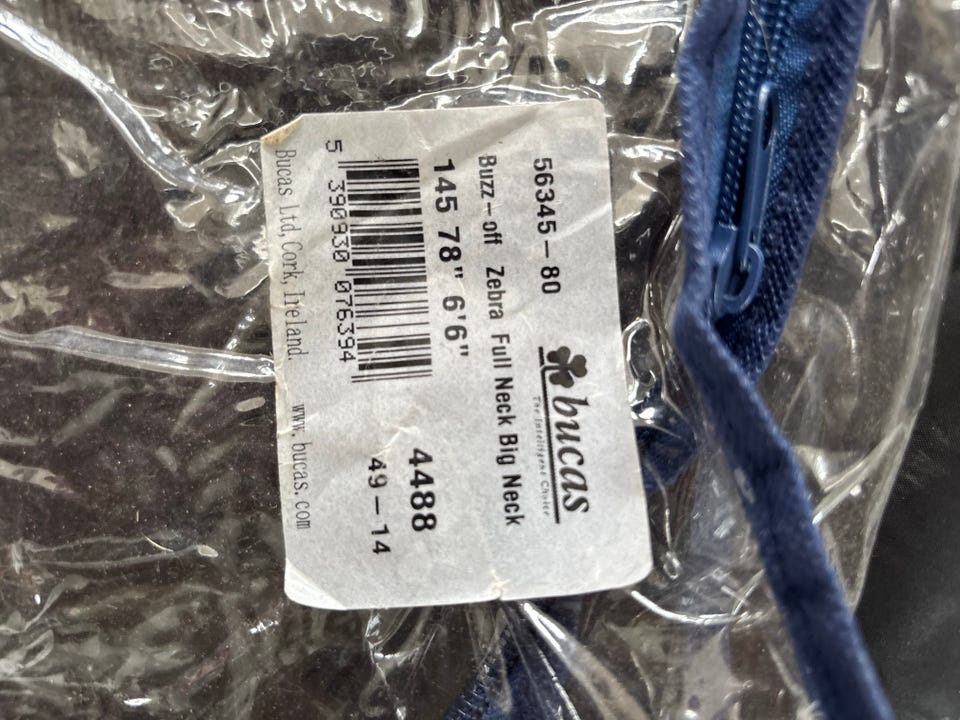 56345-80
bucas
The Intelligent Choice
Buzz-off Zebra Full Neck Big Neck
145 78" 6'6"
4488
5 390930 076394
49-14
Bucas Ltd, Cork, Ireland. www.bucas.com